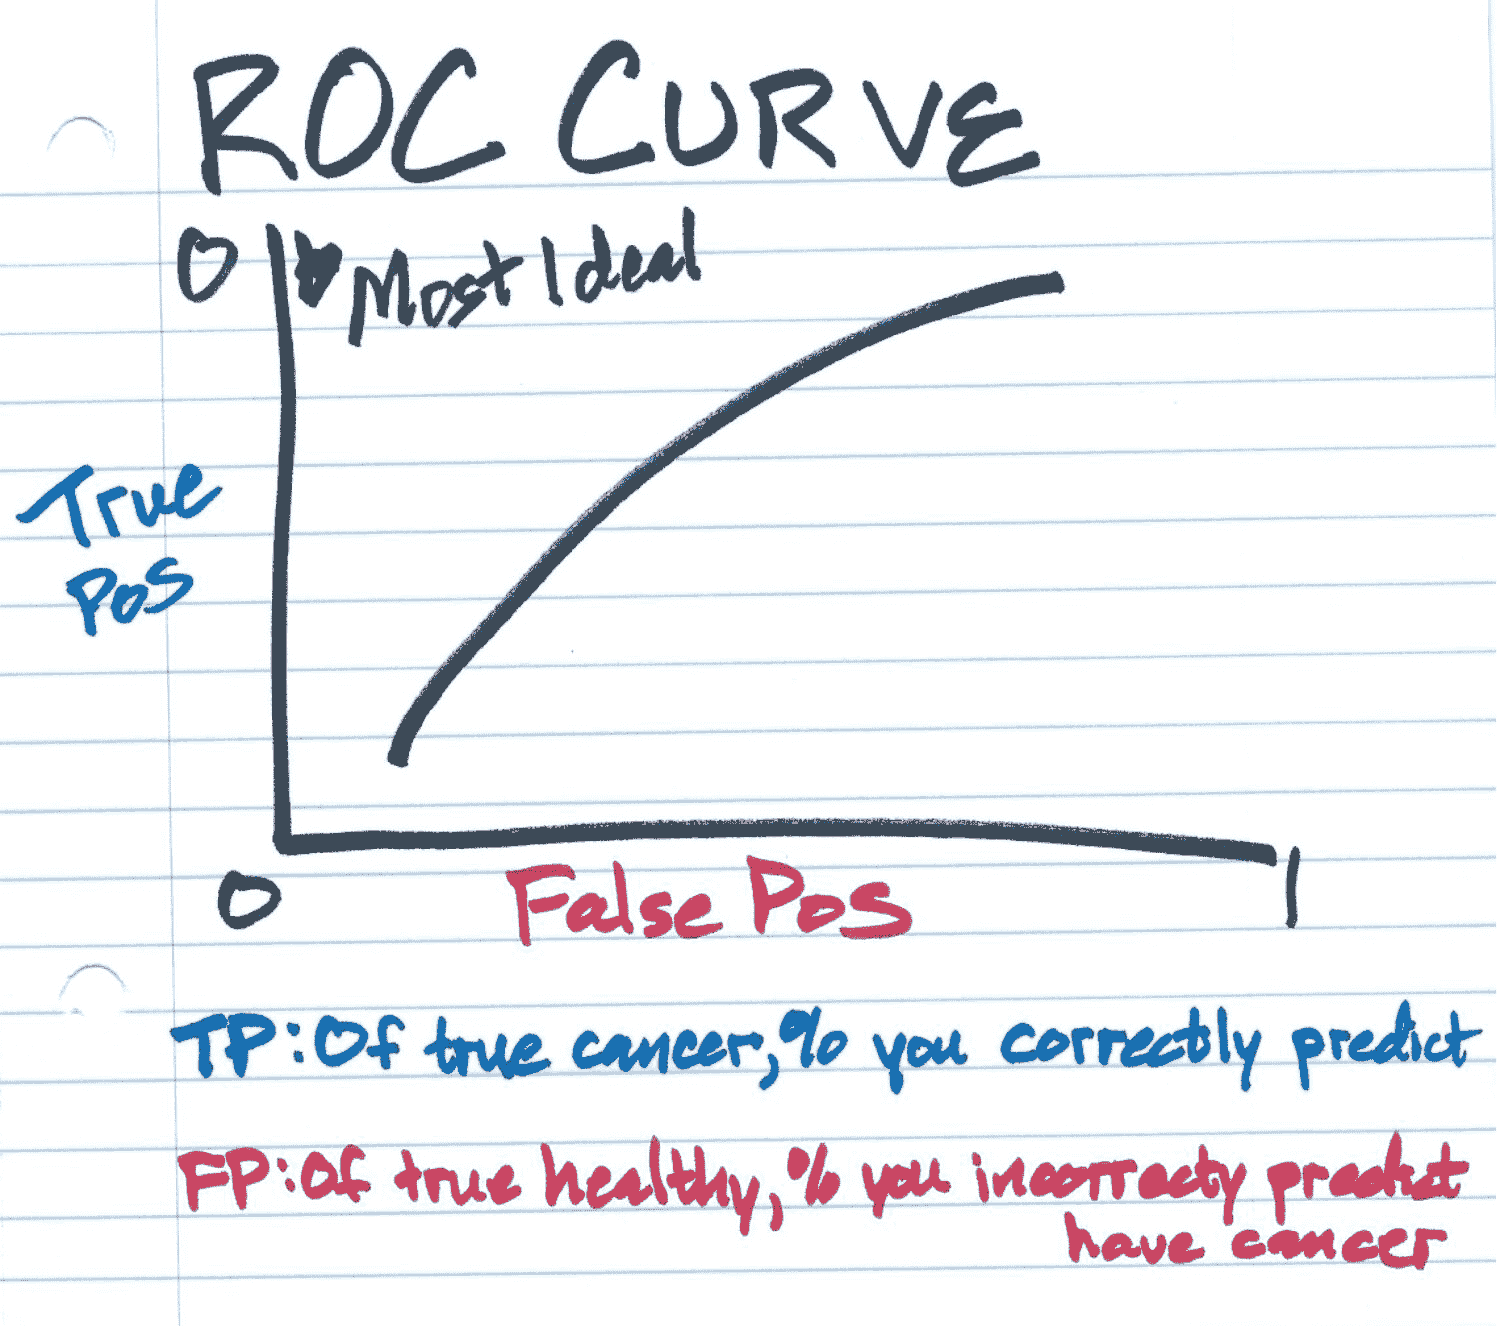 ROC CURVE
0
Most Ideal
True
Pos
0
False Pos
1
TP: Of true cancer, % you correctly predict
FP: Of true healthy, % you incorrecty predict
have cancer